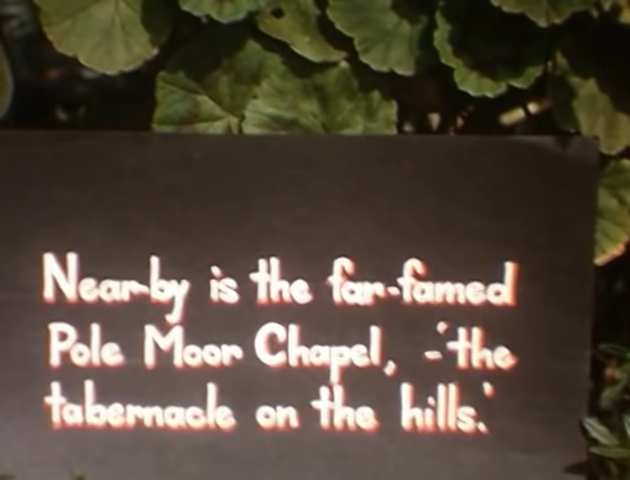 Near-by is the far-famed
Pole Moor Chapel, -'the
tabernacle on the hills.'